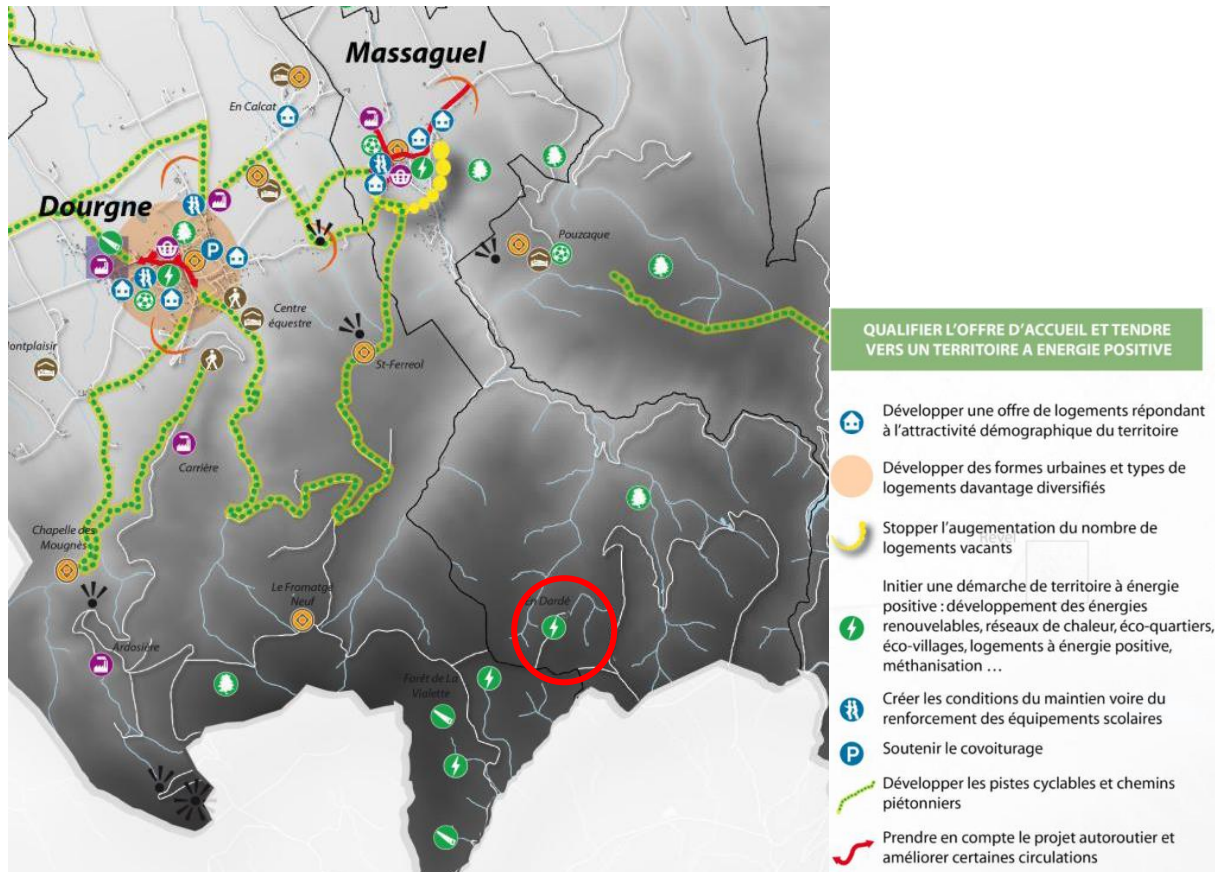 Massaguel
En Calcat
Dourgne
Pouzaque
Centre
équestre
ontplaisir
St-Ferreol
Carrière
Chapelle des
Mougnès
Le Fromatge
Neuf
En Dardé
Ardosière
Forêt de La
Vialette
P
QUALIFIER L'OFFRE D'ACCUEIL ET TENDRE
VERS UN TERRITOIRE A ENERGIE POSITIVE
Développer une offre de logements répondant
à l'attractivité démographique du territoire
Développer des formes urbaines et types de
logements davantage diversifiés
Stopper l'augementation du nombre de
logements vacants
Revel
Initier une démarche de territoire à énergie
positive : développement des énergies
renouvelables, réseaux de chaleur, éco-quartiers,
éco-villages, logements à énergie positive,
méthanisation ...
Créer les conditions du maintien voire du
renforcement des équipements scolaires
P
Soutenir le covoiturage
Développer les pistes cyclables et chemins
piétonniers
Prendre en compte le projet autoroutier et
améliorer certaines circulations